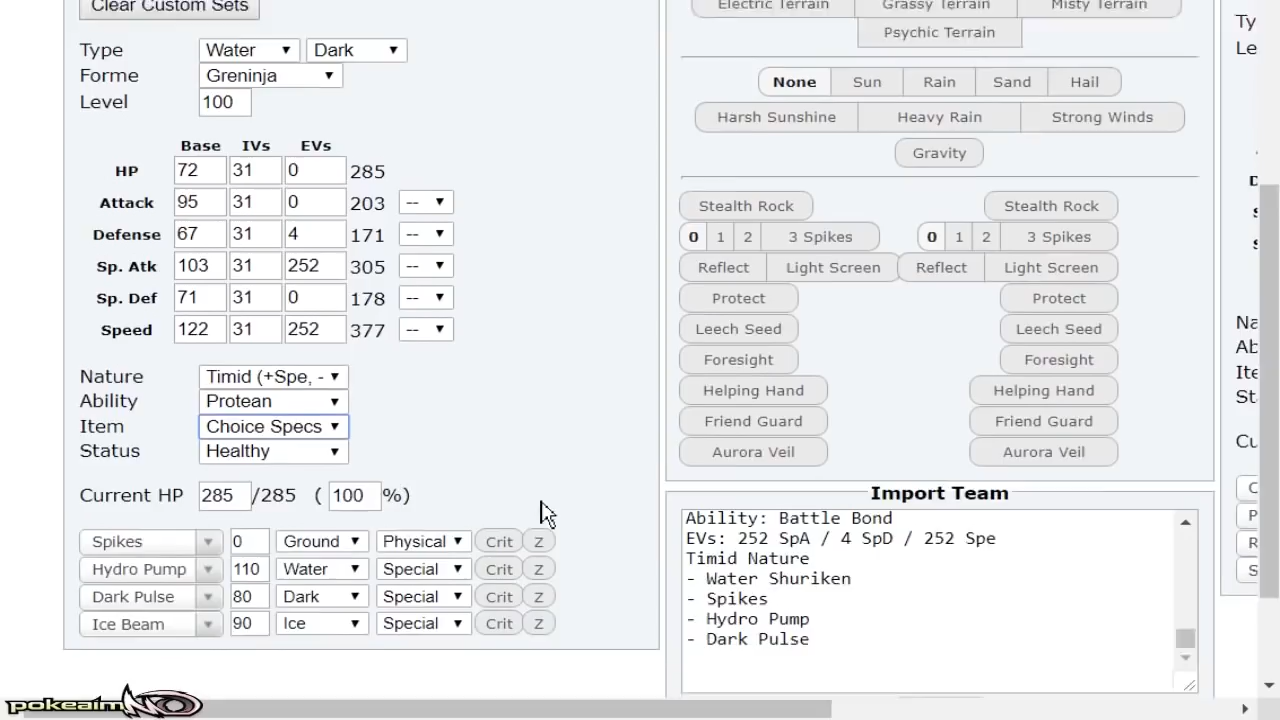 Clear Custom Sets
Type Water Dark
Forme Greninja
Level 100
Base IVs EVs
HP 72 31 0 285
Attack 95 31 0 203 --
Defense 67 31 4 171 --
Sp. Atk 103 31 252 305 --
Sp. Def 71 31 0 178 --
Speed 122 31 252 377 --
Nature Timid (+Spe, -
Ability Protean
Item Choice Specs
Status Healthy
Current HP 285 /285 ( 100 %)
Spikes 0 Ground Physical Crit Z
Hydro Pump 110 Water Special Crit Z
Dark Pulse 80 Dark Special Crit Z
Ice Beam 90 Ice Special Crit Z
Electric Terrain Grassy Terrain Misty Terrain
Psychic Terrain
None Sun Rain Sand Hail
Harsh Sunshine Heavy Rain Strong Winds
Gravity
Stealth Rock Stealth Rock
0 1 2 3 Spikes 0 1 2 3 Spikes
Reflect Light Screen Reflect Light Screen
Protect Protect
Leech Seed Leech Seed
Foresight Foresight
Helping Hand Helping Hand
Friend Guard Friend Guard
Aurora Veil Aurora Veil
Import Team
Ability: Battle Bond
EVs: 252 SpA / 4 SpD / 252 Spe
Timid Nature
- Water Shuriken
- Spikes
- Hydro Pump
- Dark Pulse
Ty
Le
Na
Ab
Ite
St
Cu
pokeaimMD